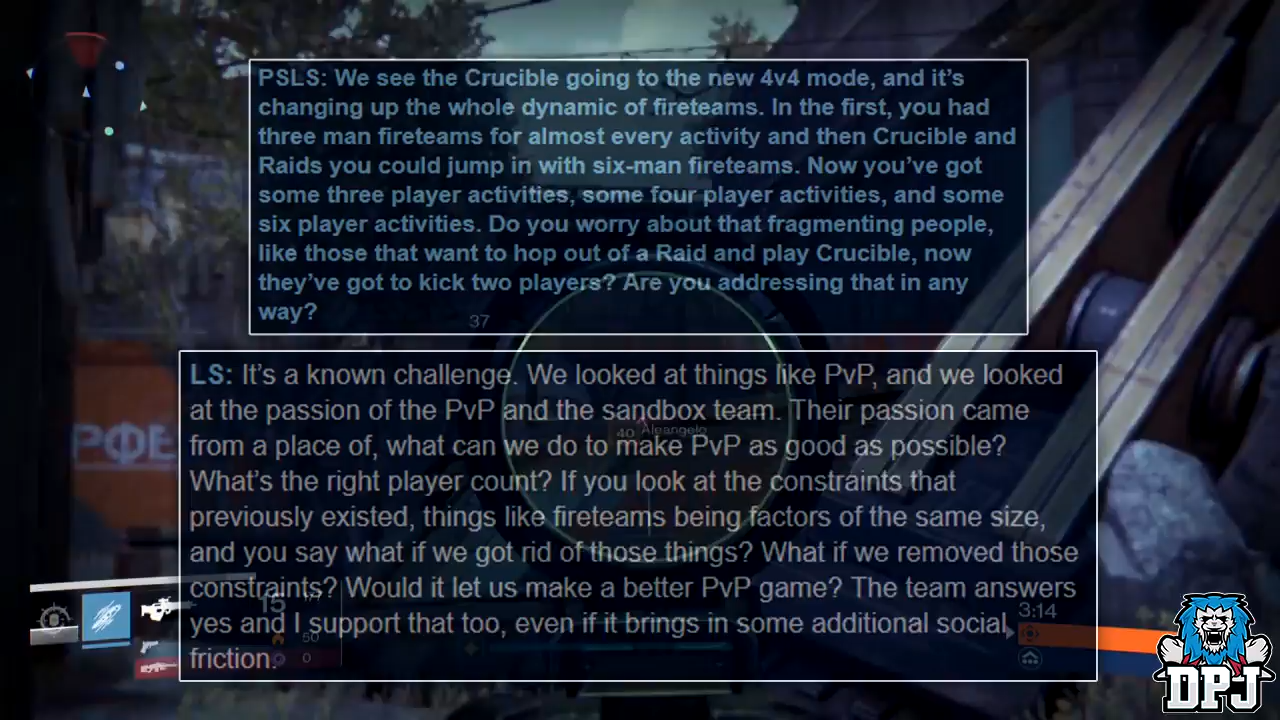 PSLS: We see the Crucible going to the new 4v4 mode, and it's
changing up the whole dynamic of fireteams. In the first, you had
three man fireteams for almost every activity and then Crucible and
Raids you could jump in with six-man fireteams. Now you've got
some three player activities, some four player activities, and some
six player activities. Do you worry about that fragmenting people,
like those that want to hop out of a Raid and play Crucible, now
they've got to kick two players? Are you addressing that in any
way?
37
LS: It's a known challenge. We looked at things like PvP, and we looked
at the passion of the PvP and the sandbox team. Their passion came
40 Aleangelo
from a place of, what can we do to make PvP as good as possible?
РФЕ
What's the right player count? If you look at the constraints that
previously existed, things like fireteams being factors of the same size,
and you say what if we got rid of those things? What if we removed those
constraints? Would it let us make a better PvP game? The team answers
15
3:14
yes and I support that too, even if it brings in some additional social
50
friction.
0
DPJ